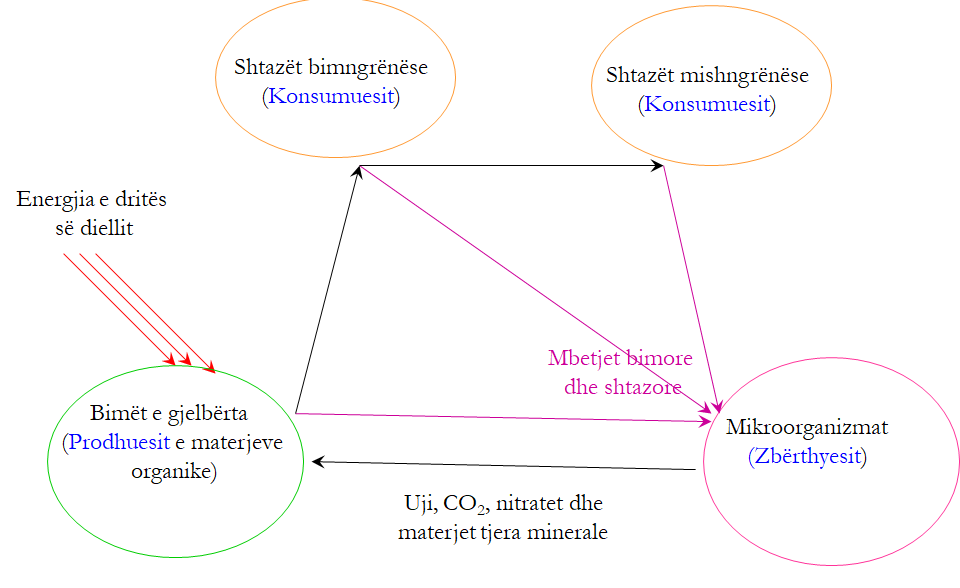 Shtazët bimngrënëse
(Konsumuesit)
Shtazët mishngrënëse
(Konsumuesit)
Energjia e dritës
së diellit
Mbetjet bimore
dhe shtazore
Bimët e gjelbërta
(Prodhuesit e materjeve
organike)
Mikroorganizmat
(Zbërthyesit)
Uji, CO₂, nitratet dhe
materjet tjera minerale